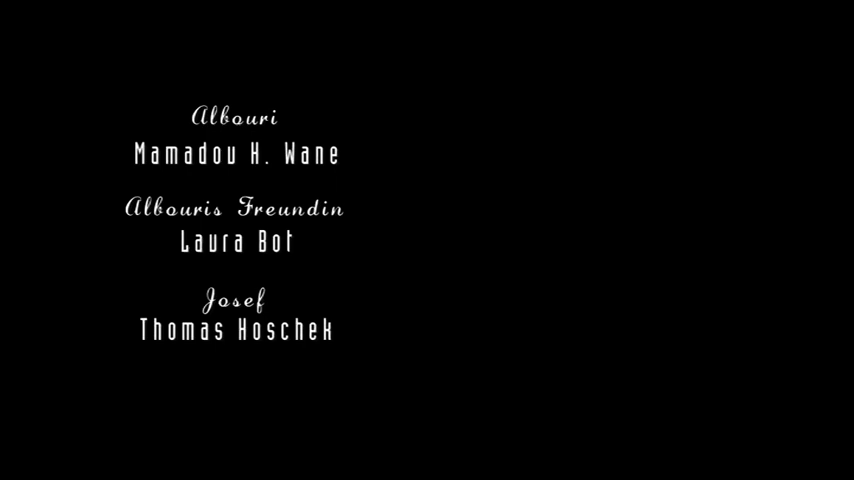 Albouri
Mamadou H. Wane
Albouris Freundin
Laura Bot
Josef
Thomas Hoschek